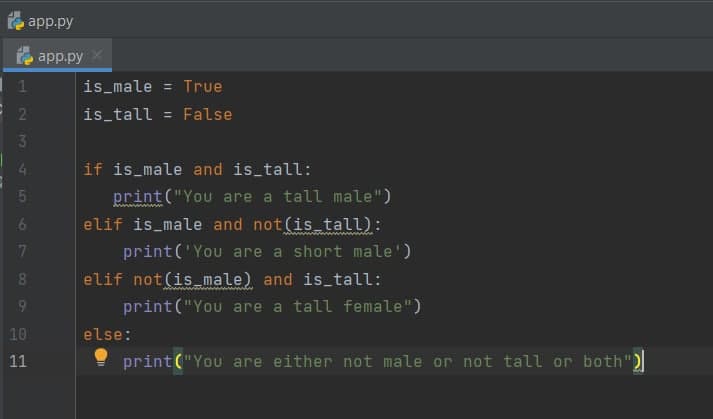 app.py
app.py
1 is_male = True
2 is_tall = False
3
4 if is_male and is_tall:
5    print("You are a tall male")
6 elif is_male and not(is_tall):
7     print('You are a short male')
8 elif not(is_male) and is_tall:
9     print("You are a tall female")
10 else:
11     print("You are either not male or not tall or both")